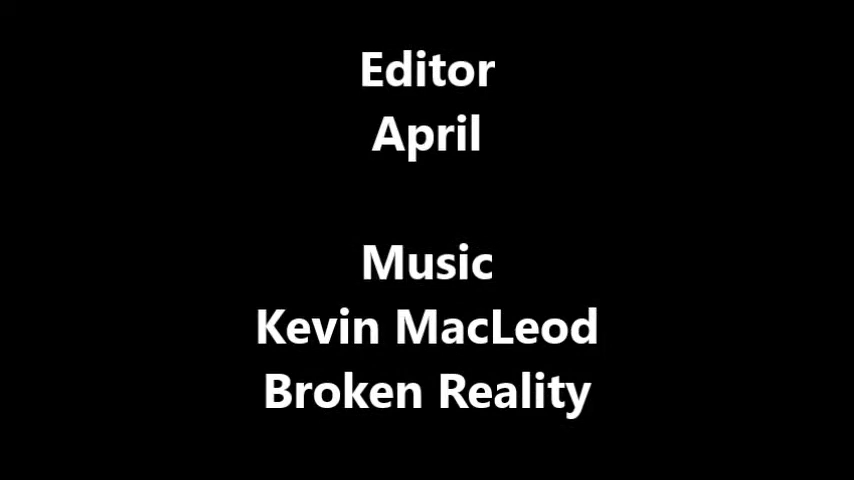 Editor
April
Music
Kevin MacLeod
Broken Reality